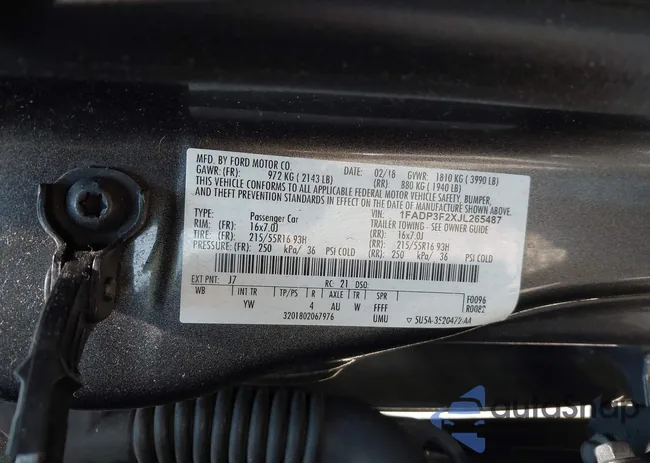 MFD. BY FORD MOTOR CO.
DATE: 02/18 GVWR: 1810 KG ( 3990 LB)
GAWR: (FR): 972 KG ( 2143 LB) (RR): 880 KG ( 1940 LB)
THIS VEHICLE CONFORMS TO ALL APPLICABLE FEDERAL MOTOR VEHICLE SAFETY, BUMPER,
AND THEFT PREVENTION STANDARDS IN EFFECT ON THE DATE OF MANUFACTURE SHOWN ABOVE.
VIN: 1FADP3F2XJL265487
TYPE: Passenger Car TRAILER TOWING - SEE OWNER GUIDE
RIM: (FR): 16x7.0J (RR): 16x7.0J
TIRE: (FR): 215/55R16 93H (RR): 215/55R16 93H
PRESSURE: (FR): 250 kPa/ 36 PSI COLD (RR): 250 kPa/ 36 PSI COLD
EXT PNT: J7 RC: 21 DSO: F0096
WB INT TR TP/PS R AXLE TR SPR R0082
YW 4 AU W FFFF
3201802067976 UMU ▽ 5U5A-3520472-AA
autoSnap